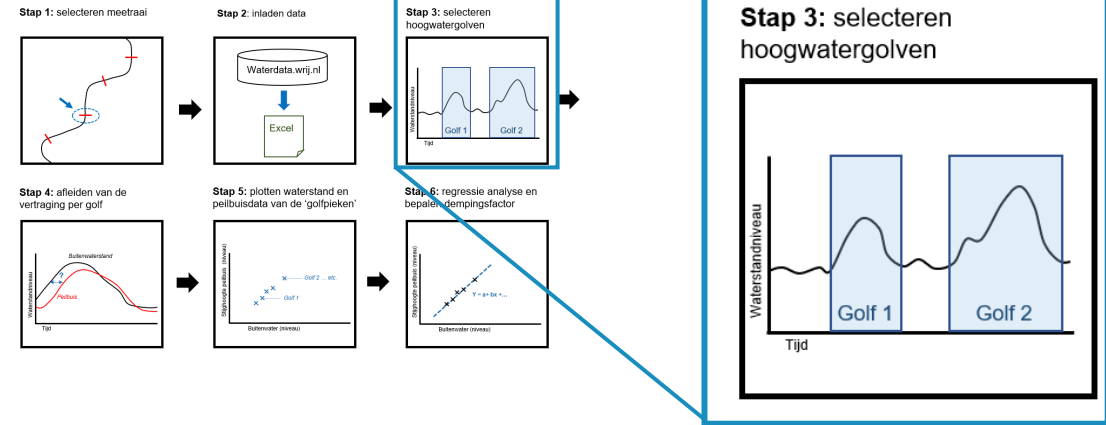 Stap 1: selecteren meetraai
Stap 2: inladen data
Waterdata.wrij.nl
Excel
Stap 3: selecteren
hoogwatergolven
Waterstandniveau
Golf 1
Golf 2
Tijd
Stap 4: afleiden van de
vertraging per golf
Buitenwaterstand
?
Peilbuis
Waterstandniveau
Tijd
Stap 5: plotten waterstand en
peilbuisdata van de ‘golfpieken’
Stijghoogte peilbuis (niveau)
Golf 2 ... etc.
Golf 1
Buitenwater (niveau)
Stap 6: regressie analyse en
bepalen dempingsfactor
Stijghoogte peilbuis (niveau)
Y = a+ bx +...
Buitenwater (niveau)
Stap 3: selecteren
hoogwatergolven
Waterstandniveau
Golf 1
Golf 2
Tijd